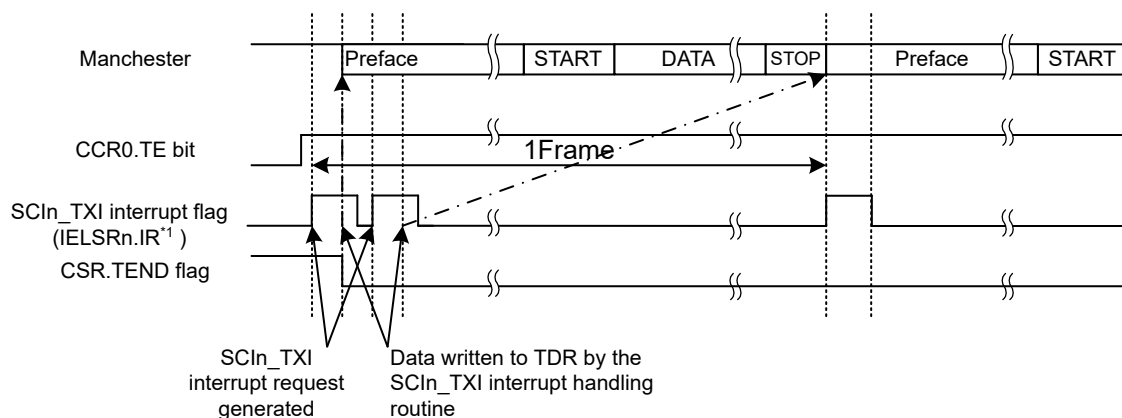 Manchester
Preface
START
DATA
STOP
Preface
START
CCR0.TE bit
1Frame
SCIn_TXI interrupt flag
(IELSRn.IR*1 )
CSR.TEND flag
SCIn_TXI
interrupt request
generated
Data written to TDR by the
SCIn_TXI interrupt handling
routine